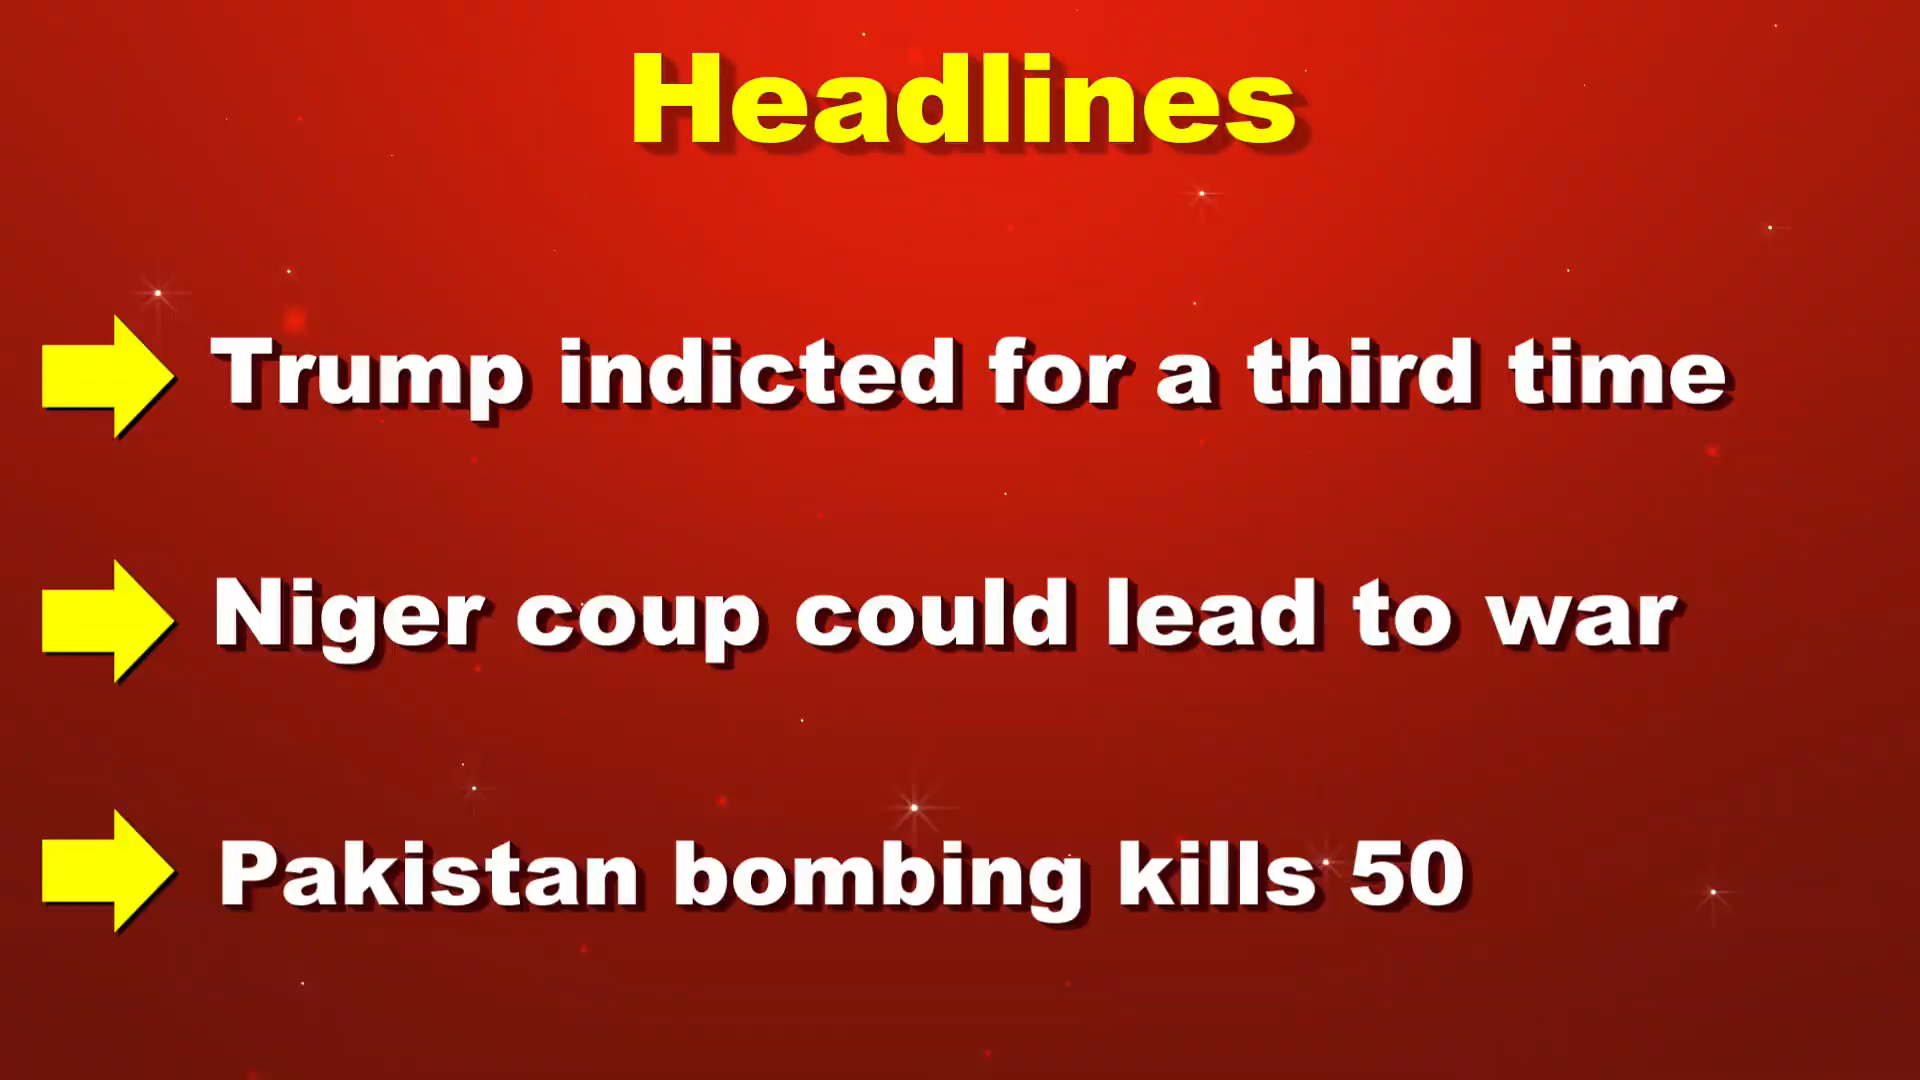 Headlines
Trump indicted for a third time
Niger coup could lead to war
Pakistan bombing kills 50